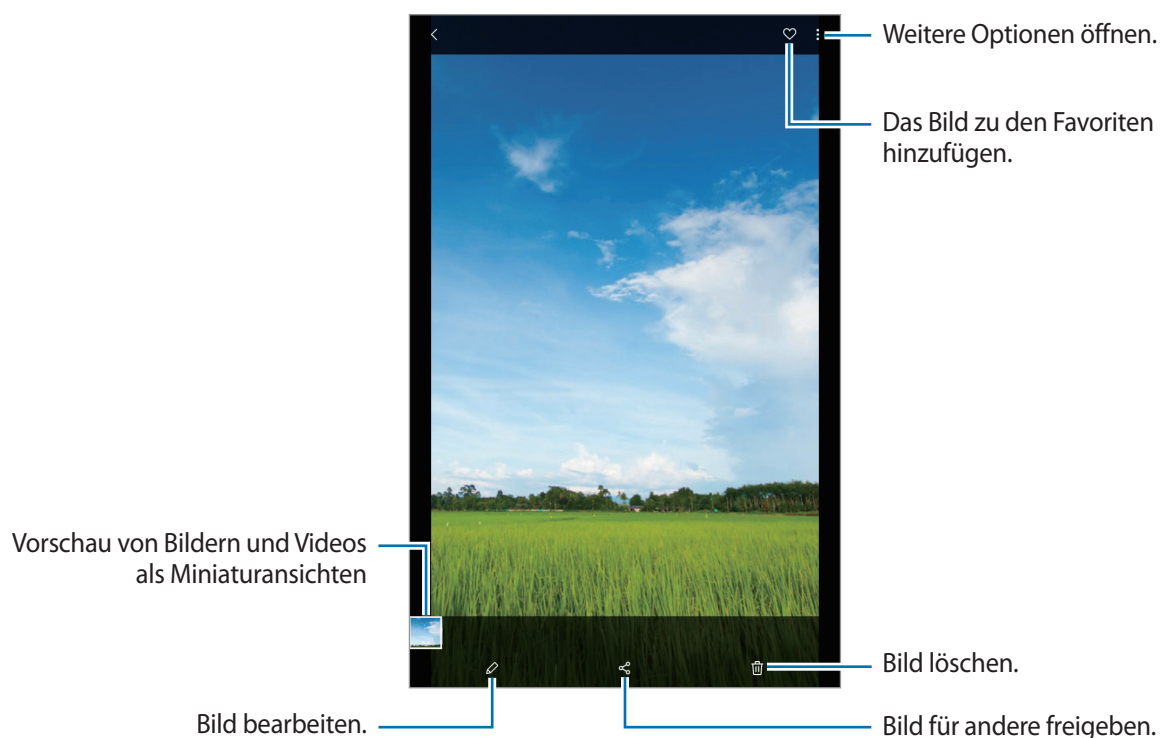 Weitere Optionen öffnen.
Das Bild zu den Favoriten
hinzufügen.
Vorschau von Bildern und Videos
als Miniaturansichten
Bild löschen.
Bild bearbeiten.
Bild für andere freigeben.